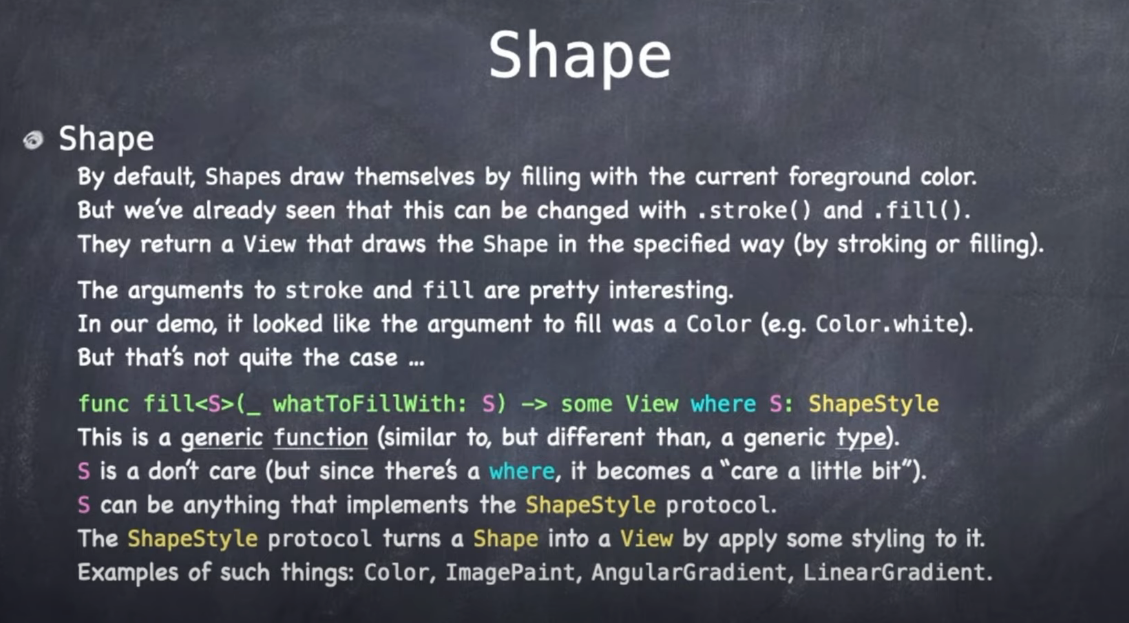 Shape
Shape
By default, Shapes draw themselves by filling with the current foreground color.
But we've already seen that this can be changed with .stroke() and .fill().
They return a View that draws the Shape in the specified way (by stroking or filling).
The arguments to stroke and fill are pretty interesting.
In our demo, it looked like the argument to fill was a Color (e.g. Color.white).
But that's not quite the case ...
func fill<S>(_ whatToFillWith: S) -> some View where S: ShapeStyle
This is a generic function (similar to, but different than, a generic type).
S is a don't care (but since there's a where, it becomes a "care a little bit").
S can be anything that implements the ShapeStyle protocol.
The ShapeStyle protocol turns a Shape into a View by apply some styling to it.
Examples of such things: Color, ImagePaint, AngularGradient, LinearGradient.